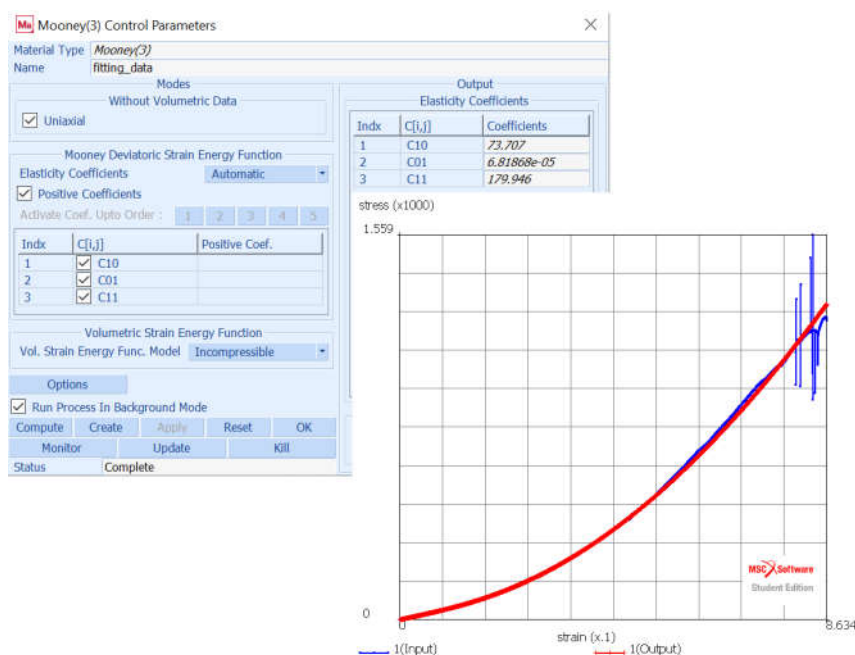 Mooney(3) Control Parameters
Material Type Mooney(3)
Name fitting_data
Modes
Without Volumetric Data
Uniaxial
Mooney Deviatoric Strain Energy Function
Elasticity Coefficients Automatic
Positive Coefficients
Activate Coef. Upto Order : 1 2 3 4 5
Indx C[i,j] Positive Coef.
1 C10
2 C01
3 C11
Volumetric Strain Energy Function
Vol. Strain Energy Func. Model Incompressible
Options
Run Process In Background Mode
Compute Create Apply Reset OK
Monitor Update Kill
Status Complete
Output
Elasticity Coefficients
Indx C[i,j] Coefficients
1 C10 73.707
2 C01 6.81868e-05
3 C11 179.946
stress (x1000)
1.559
MSC Software
Student Edition
0
0
8.634
strain (x.1)
1(Input)
1(Output)